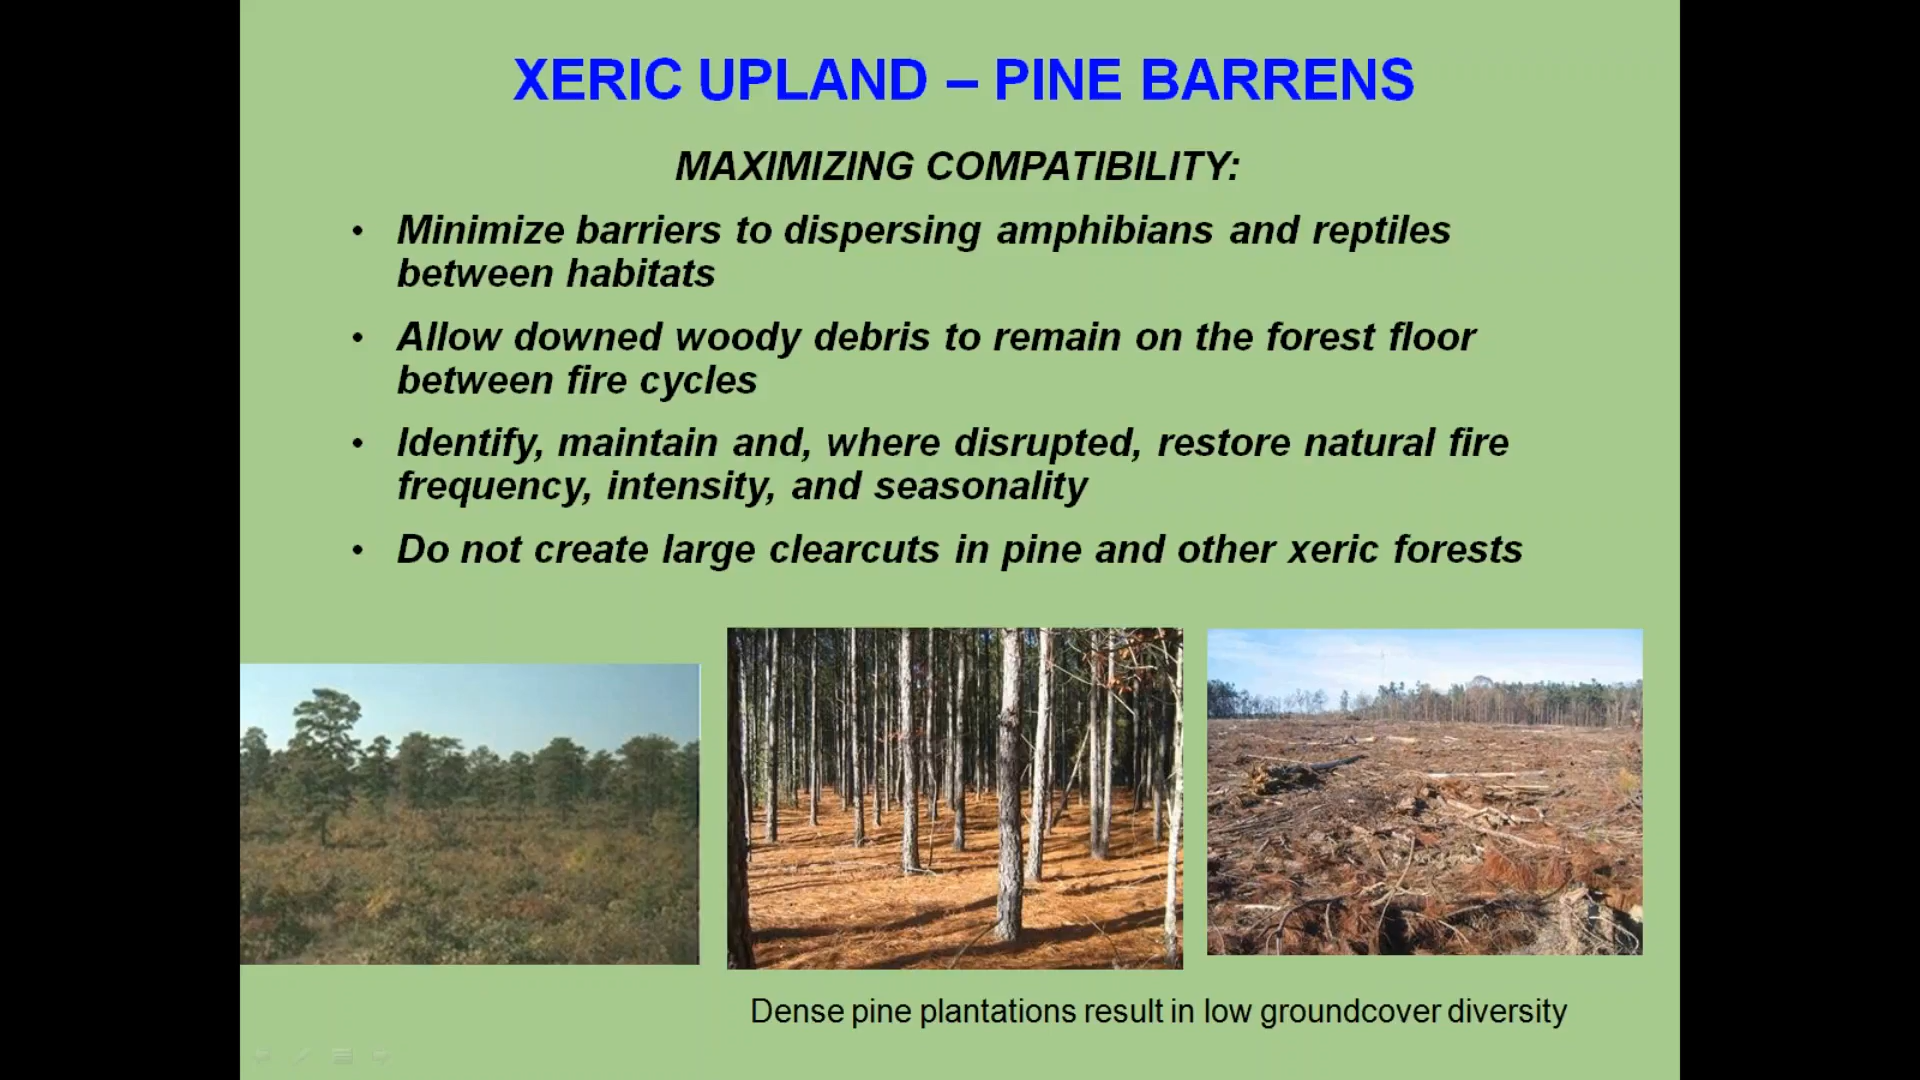 XERIC UPLAND – PINE BARRENS
MAXIMIZING COMPATIBILITY:
• Minimize barriers to dispersing amphibians and reptiles
between habitats
• Allow downed woody debris to remain on the forest floor
between fire cycles
• Identify, maintain and, where disrupted, restore natural fire
frequency, intensity, and seasonality
• Do not create large clearcuts in pine and other xeric forests
Dense pine plantations result in low groundcover diversity